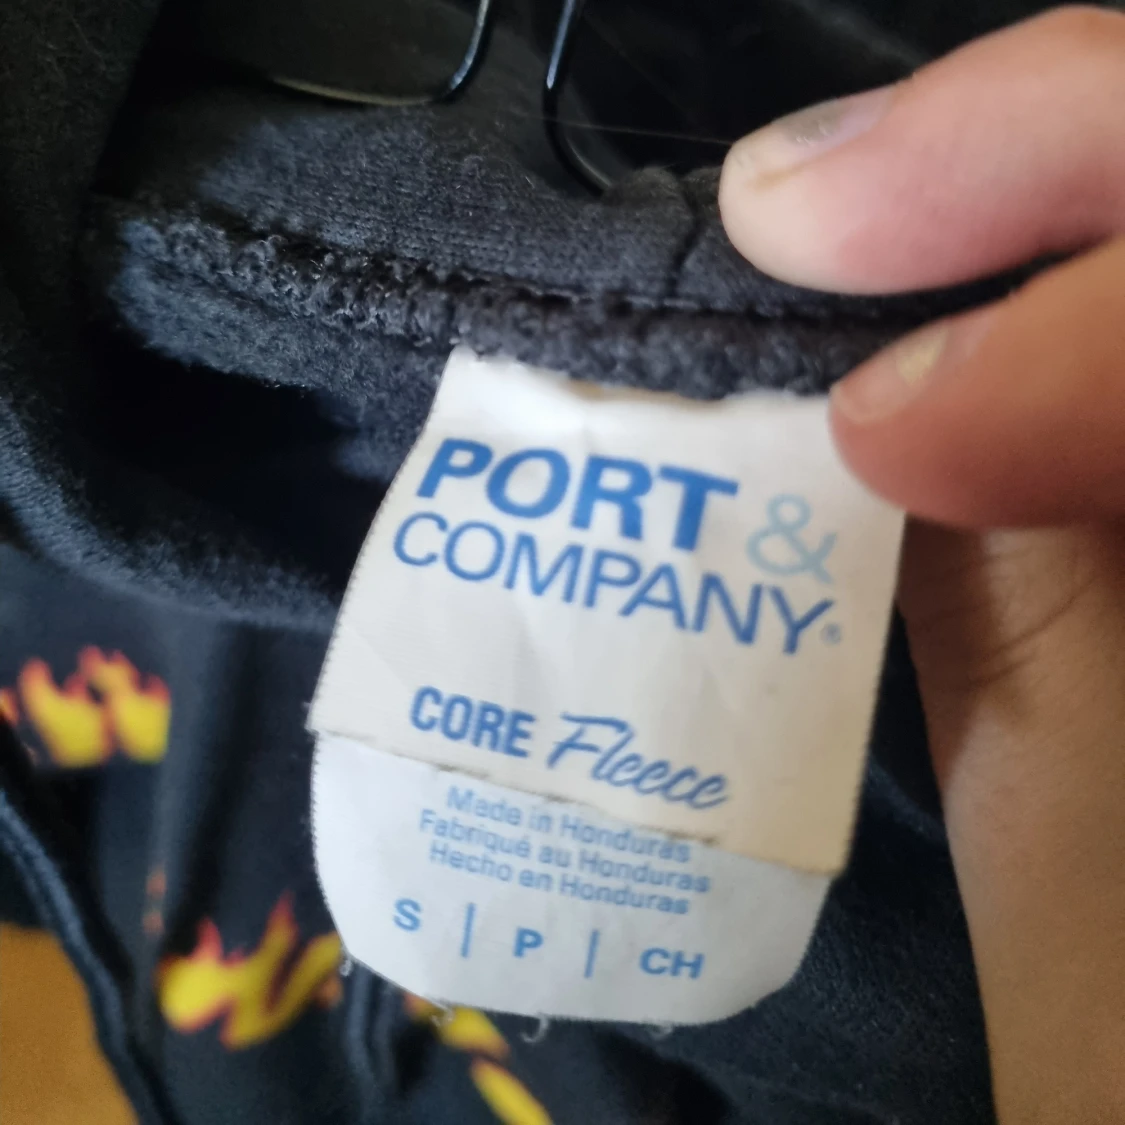 PORT &
COMPANY®
CORE Fleece
Made in Honduras
Fabriqué au Honduras
Hecho en Honduras
S | P | CH